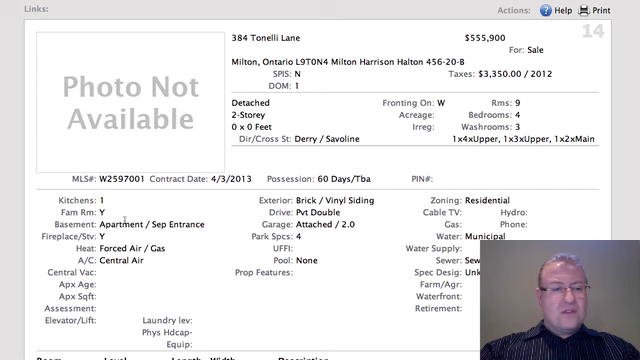 Links:
Actions: Help Print
14
Photo Not Available
384 Tonelli Lane $555,900
For: Sale
Milton, Ontario L9T0N4 Milton Harrison Halton 456-20-B
SPIS: N Taxes: $3,350.00 / 2012
DOM: 1
Detached Fronting On: W Rms: 9
2-Storey Acreage: Bedrooms: 4
0 x 0 Feet Irreg: Washrooms: 3
Dir/Cross St: Derry / Savoline 1x4xUpper, 1x3xUpper, 1x2xMain
MLS#: W2597001 Contract Date: 4/3/2013 Possession: 60 Days/Tba PIN#:
Kitchens: 1 Exterior: Brick / Vinyl Siding Zoning: Residential
Fam Rm: Y Drive: Pvt Double Cable TV: Hydro:
Basement: Apartment / Sep Entrance Garage: Attached / 2.0 Gas: Phone:
Fireplace/Stv: Y Park Spcs: 4 Water: Municipal
Heat: Forced Air / Gas UFFI: Water Supply:
A/C: Central Air Pool: None Sewer:
Central Vac: Prop Features: Spec Desig:
Apx Age: Farm/Agr:
Apx Sqft: Waterfront:
Assessment: Retirement:
Elevator/Lift: Laundry lev:
Phys Hdcap-
Equip:
Room Level Length Width Description